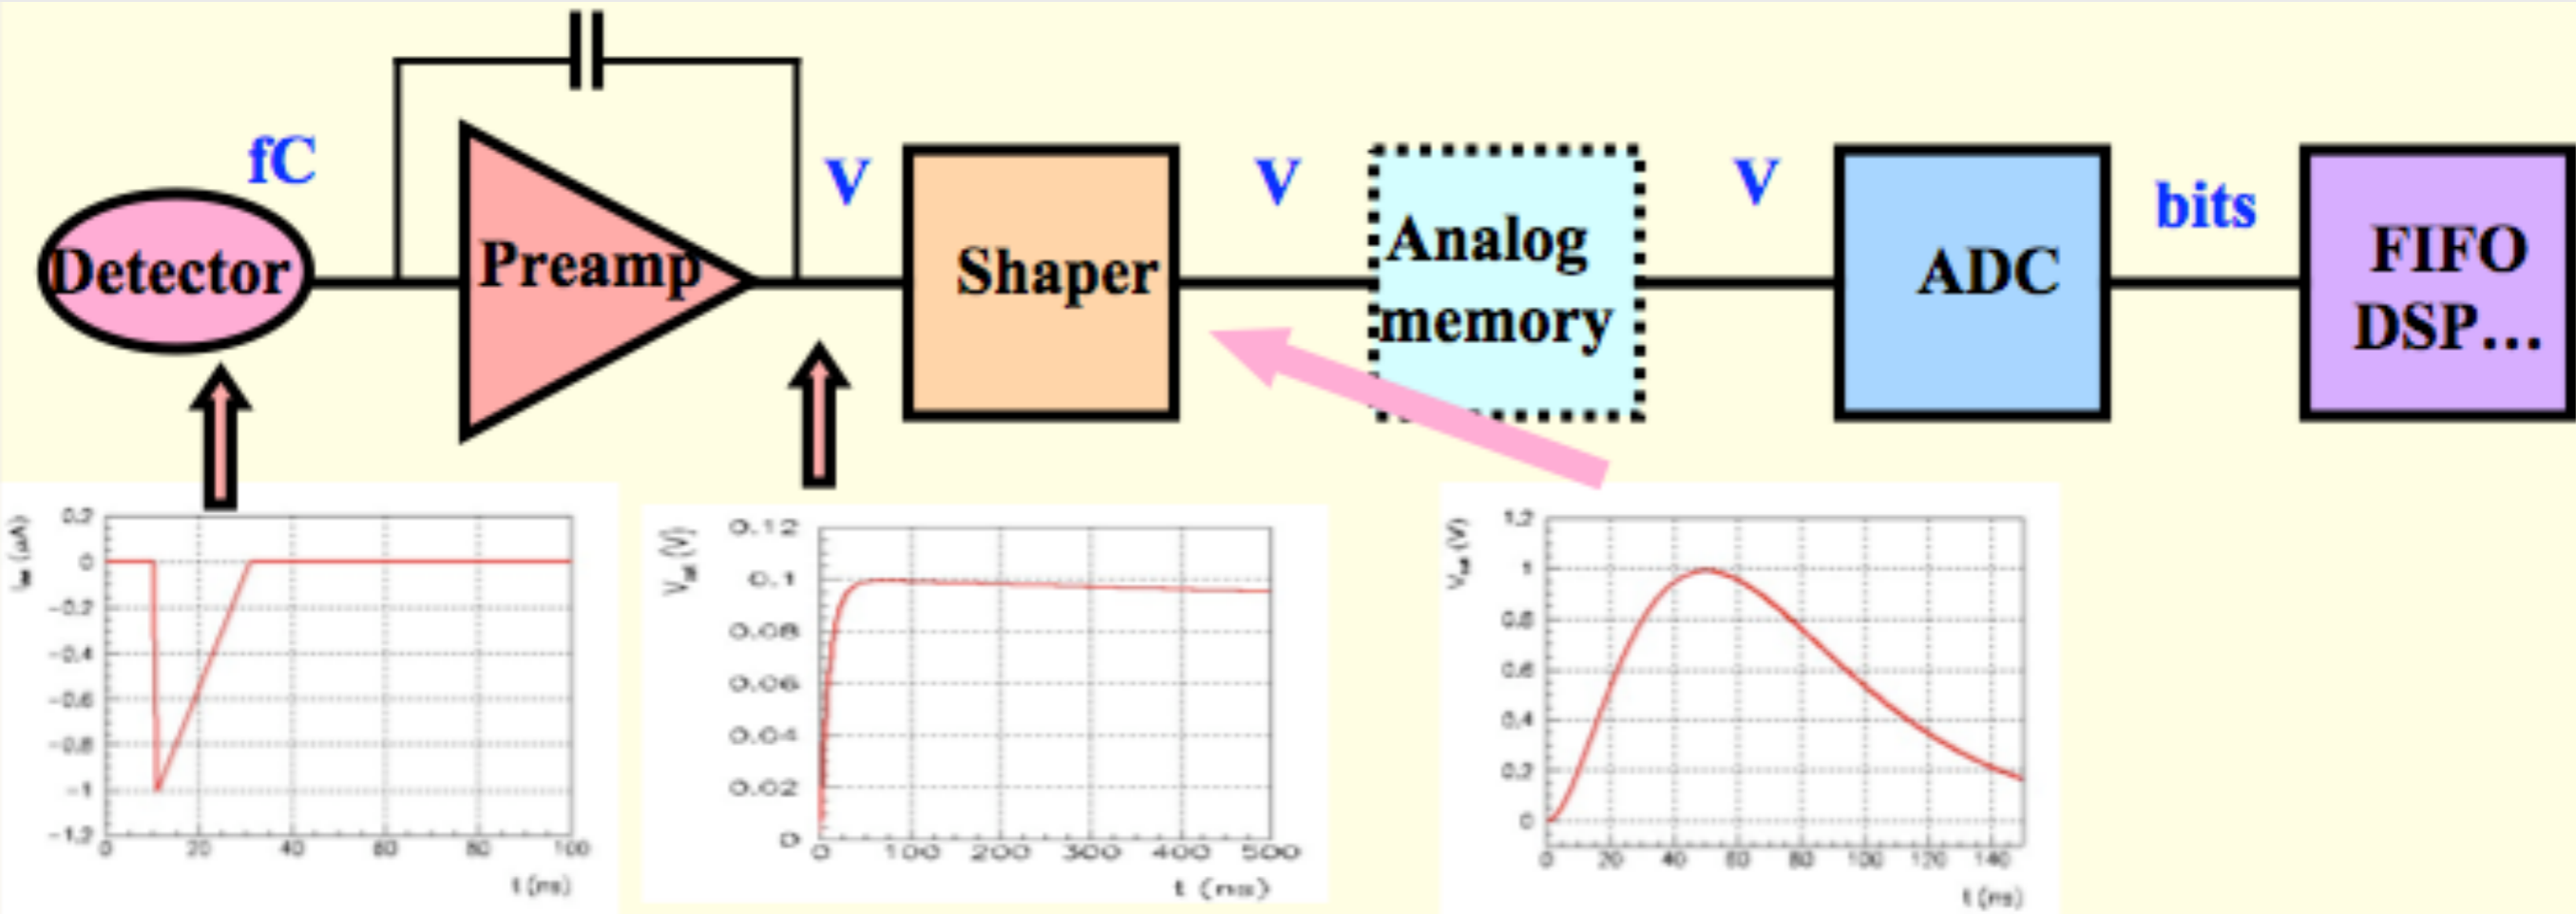 fC
V
V
V
bits
Detector
Preamp
Shaper
Analog
memory
ADC
FIFO
DSP...
0.2
0
-0.2
-0.4
-0.6
-0.8
-1
-1.2
0 20 40 60 80 100
t (ns)
(V)
0.12
0.1
0.08
0.06
0.04
0.02
0
0 100 200 300 400 500
t (ns)
(V)
1.2
1
0.8
0.6
0.4
0.2
0
0 20 40 60 80 100 120 140
t (ns)